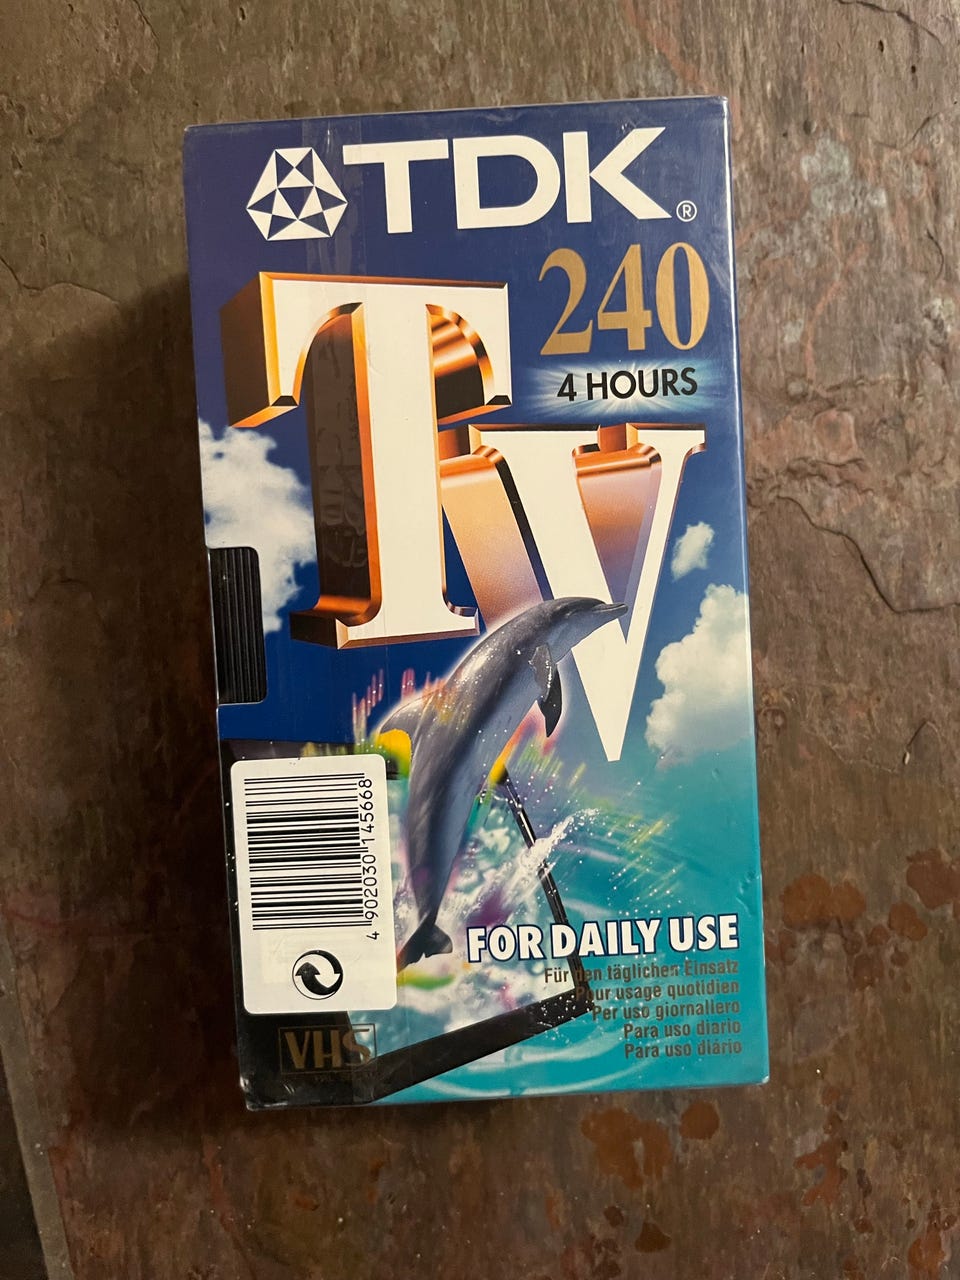 TDK®
240
4 HOURS
TV
4 902030 145668
FOR DAILY USE
Für den täglichen Einsatz
Pour usage quotidien
Per uso giornaliero
Para uso diario
Para uso diário
VHS